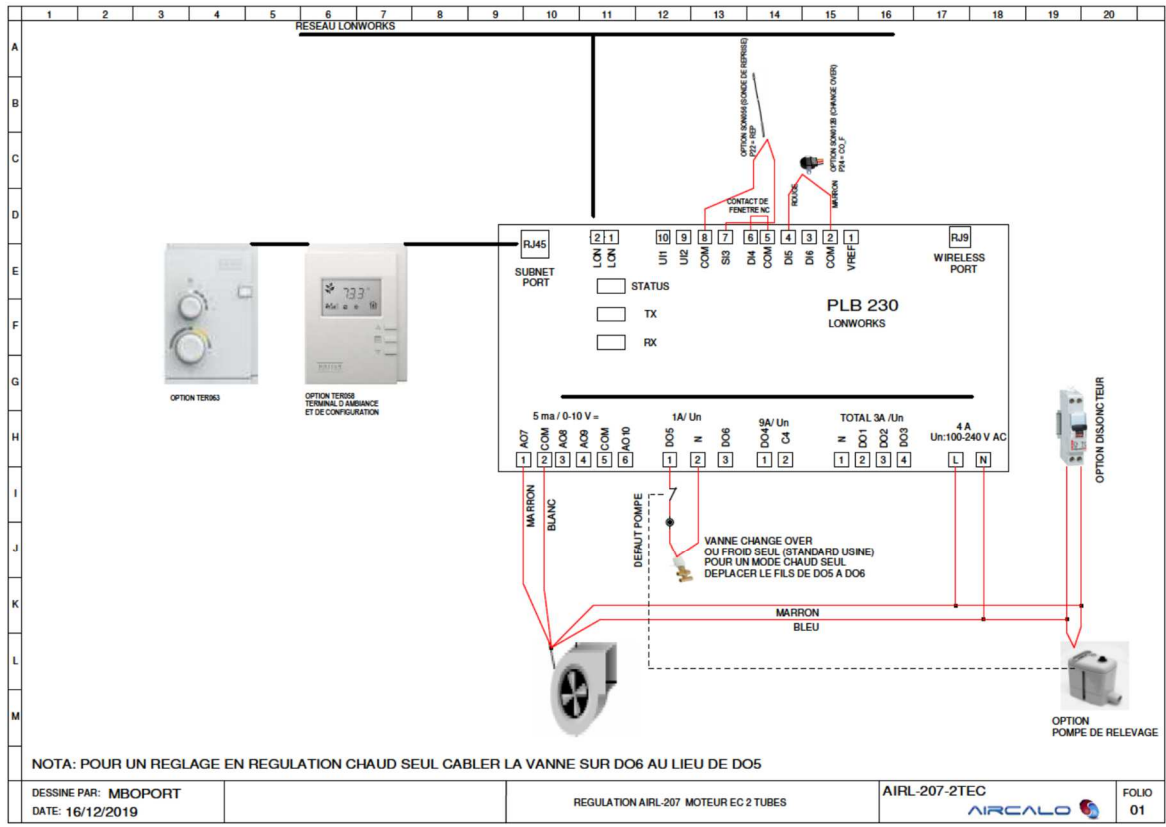 1 2 3 4 5 6 7 8 9 10 11 12 13 14 15 16 17 18 19 20
A
B
C
D
E
F
G
H
I
J
K
L
M
RESEAU LONWORKS
OPTION SON056 (SONDE DE REPRISE)
P22 = REP
OPTION SON012B (CHANGE OVER)
P24 = CO_F
ROUGE
MARRON
CONTACT DE
FENETRE NC
RJ45
SUBNET
PORT
2 1
LON
LON
10 9 8 7 6 5 4 3 2 1
UI1 UI2 COM SI3 DI4 COM DI5 DI6 COM VREF
RJ9
WIRELESS
PORT
STATUS
TX
RX
PLB 230
LONWORKS
OPTION TER063
OPTION TER058
TERMINAL D AMBIANCE
ET DE CONFIGURATION
5 ma / 0-10 V =
1A/ Un
9A/ Un
TOTAL 3A /Un
4 A
Un:100-240 V AC
AO7 COM AO8 AO9 COM AO10
1 2 3 4 5 6
DO5 N DO6
1 2 3
DO4 C4
1 2
N DO1 DO2 DO3
1 2 3 4
L N
OPTION DISJONCTEUR
MARRON
BLANC
DEFAUT POMPE
VANNE CHANGE OVER
OU FROID SEUL (STANDARD USINE)
POUR UN MODE CHAUD SEUL
DEPLACER LE FILS DE DO5 A DO6
MARRON
BLEU
OPTION
POMPE DE RELEVAGE
NOTA: POUR UN REGLAGE EN REGULATION CHAUD SEUL CABLER LA VANNE SUR DO6 AU LIEU DE DO5
DESSINE PAR: MBOPORT
DATE: 16/12/2019
REGULATION AIRL-207 MOTEUR EC 2 TUBES
AIRL-207-2TEC
AIRCALO
FOLIO
01